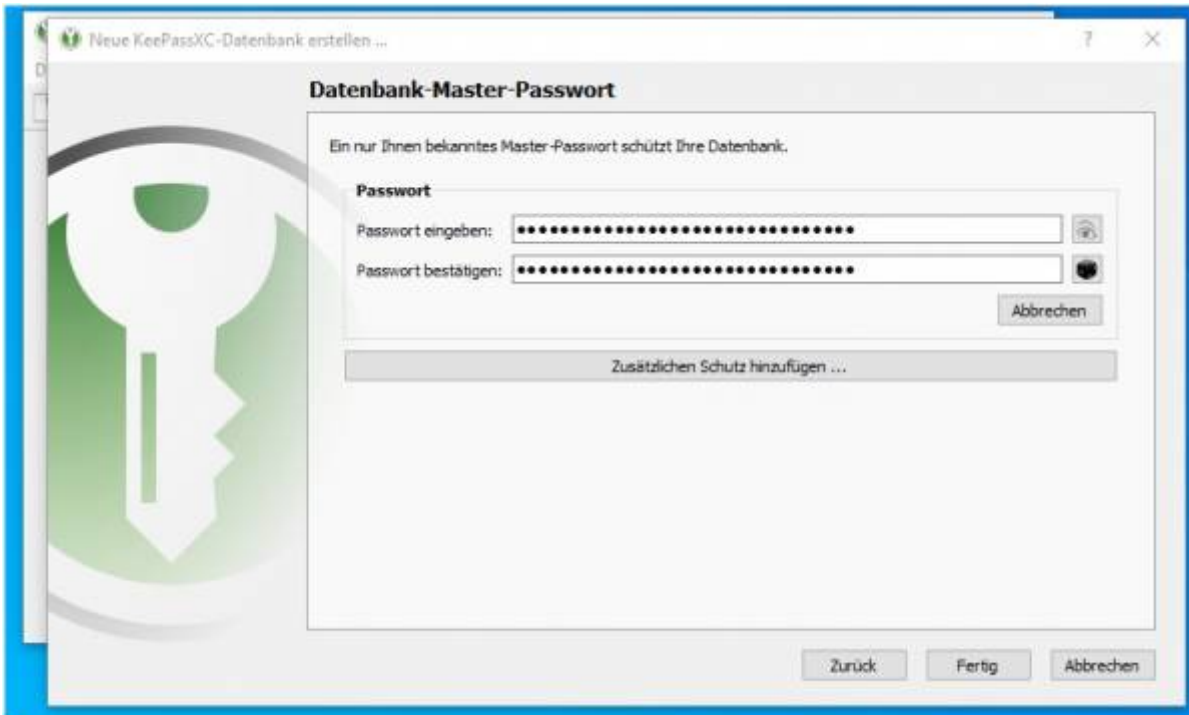 Neue KeePassXC-Datenbank erstellen ...
?
Datenbank-Master-Passwort
Ein nur Ihnen bekanntes Master-Passwort schützt Ihre Datenbank.
Passwort
Passwort eingeben: ●●●●●●●●●●●●●●●●●●●●●●●●●●●●●●●
Passwort bestätigen: ●●●●●●●●●●●●●●●●●●●●●●●●●●●●●●●
Abbrechen
Zusätzlichen Schutz hinzufügen ...
Zurück Fertig Abbrechen